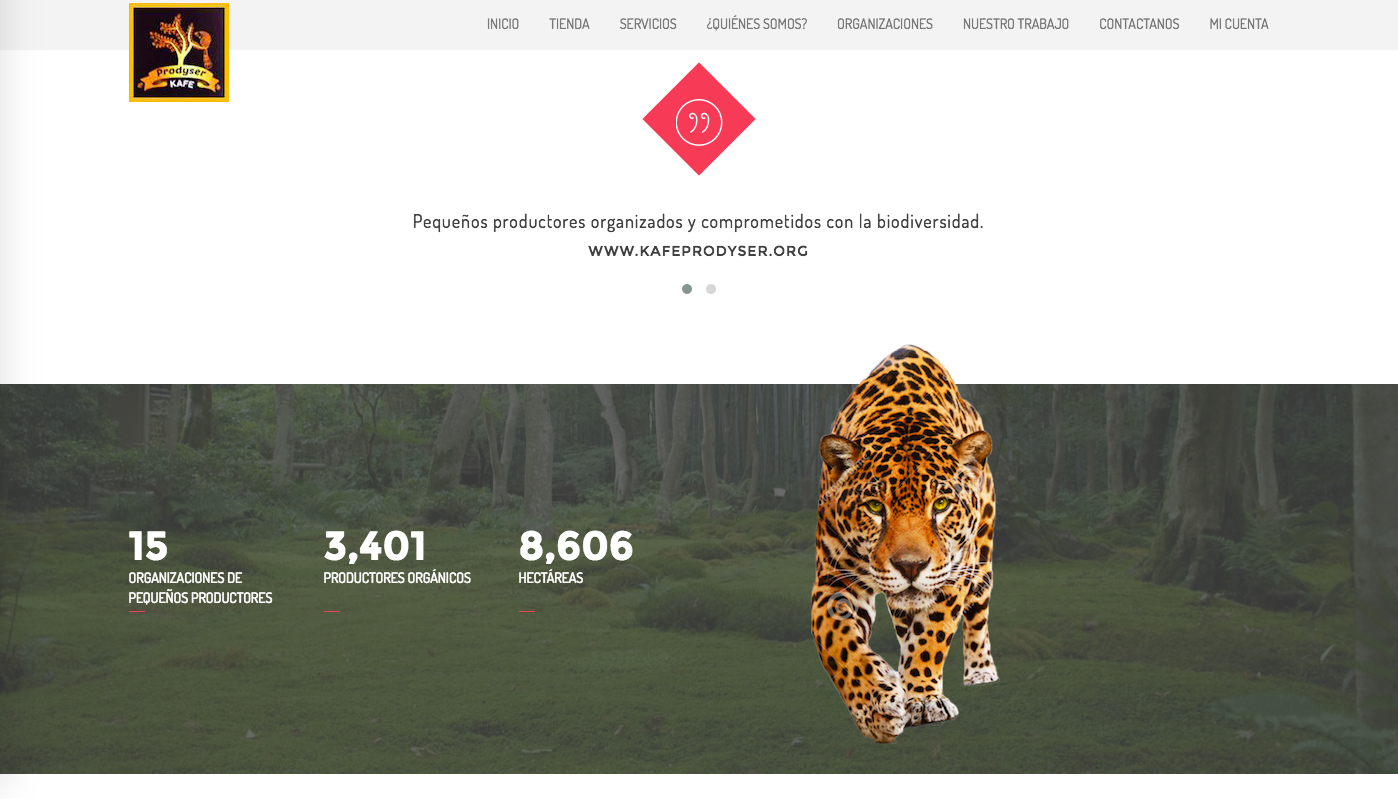 Prodyser
KAFE
INICIO TIENDA SERVICIOS ¿QUIÉNES SOMOS? ORGANIZACIONES NUESTRO TRABAJO CONTACTANOS MI CUENTA
Pequeños productores organizados y comprometidos con la biodiversidad.
WWW.KAFEPRODYSER.ORG
15
ORGANIZACIONES DE
PEQUEÑOS PRODUCTORES
3,401
PRODUCTORES ORGÁNICOS
8,606
HECTÁREAS